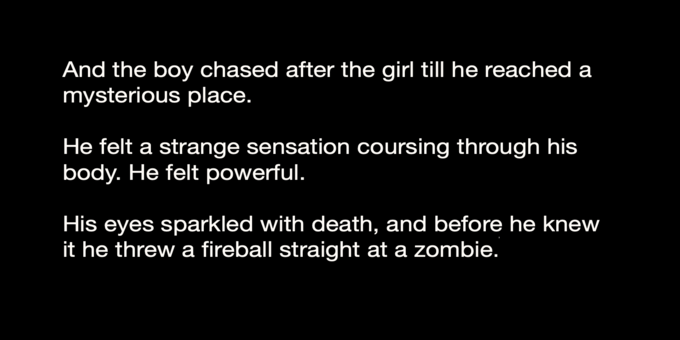 And the boy chased after the girl till he reached a
mysterious place.
He felt a strange sensation coursing through his
body. He felt powerful.
His eyes sparkled with death, and before he knew
it he threw a fireball straight at a zombie.